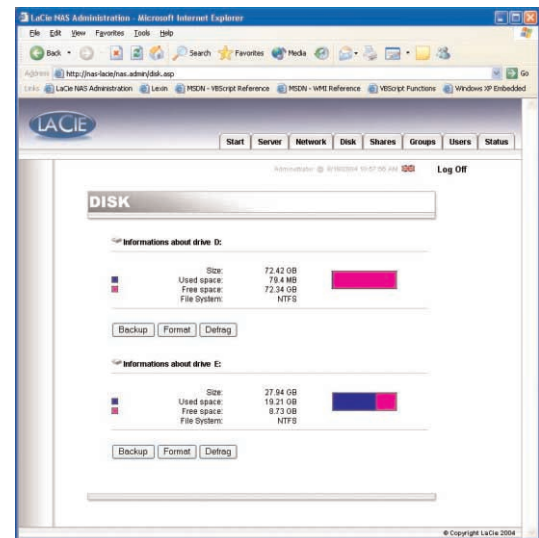 LaCie NAS Administration - Microsoft Internet Explorer
File Edit View Favorites Tools Help
Back Search Favorites Media
Address http://nas-lacie/nas.admin/disk.asp Go
Links LaCie NAS Administration Lexin MSDN - VBScript Reference MSDN - WMI Reference VBScript Functions Windows XP Embedded
LACIE
Start Server Network Disk Shares Groups Users Status
Administrator @ AM Log Off
DISK
Informations about drive D:
Size: 72.42 GB
Used space: 79.4 MB
Free space: 72.34 GB
File System: NTFS
Backup Format Defrag
Informations about drive E:
Size: 27.94 GB
Used space: 19.21 GB
Free space: 8.73 GB
File System: NTFS
Backup Format Defrag
© Copyright LaCie 2004